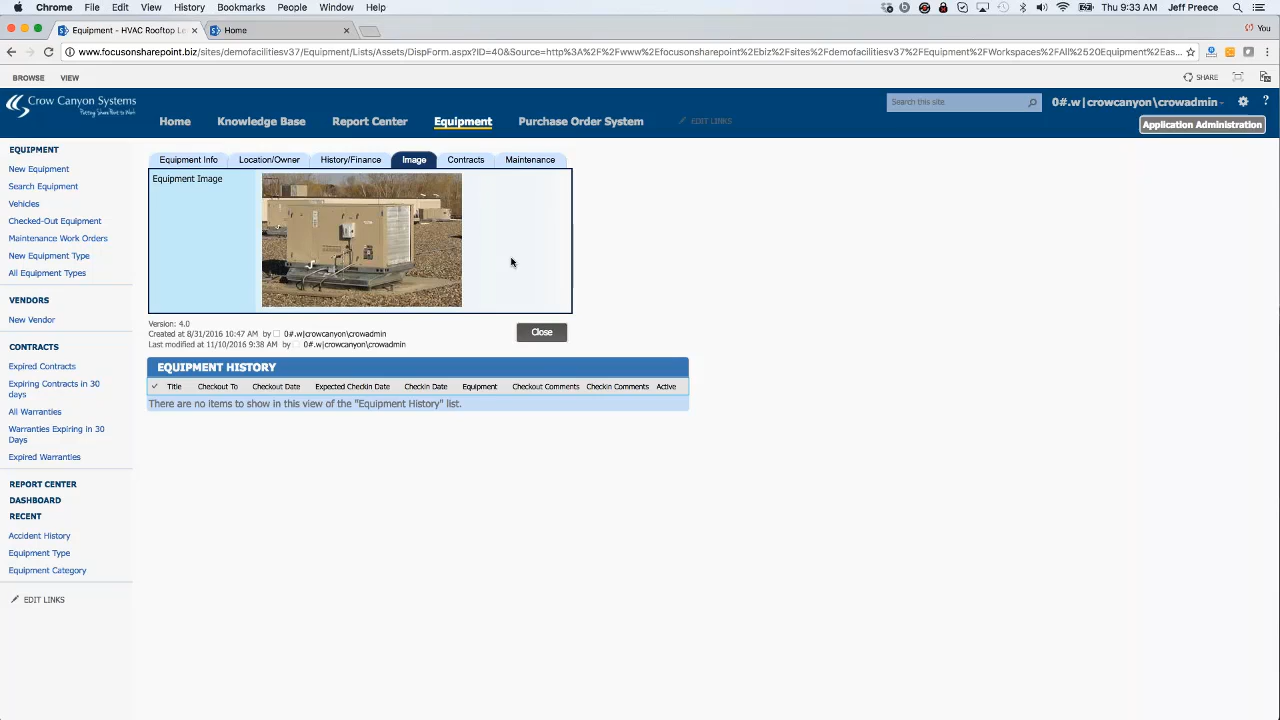 Chrome File Edit View History Bookmarks People Window Help Thu 9:33 AM Jeff Preece
Equipment - HVAC Rooftop Le × Home × You
www.focusonsharepoint.biz/sites/demofacilitiesv37/Equipment/Lists/Assets/DispForm.aspx?ID=40&Source=http%3A%2F%2Fwww%2Efocusonsharepoint%2Ebiz%2Fsites%2Fdemofacilitiesv37%2FEquipment%2FWorkspaces%2FAll%2520Equipment%2Eas...
BROWSE VIEW SHARE
Crow Canyon Systems
Putting SharePoint to Work
Search this site
0#.w|crowcanyon\crowadmin ?
Home Knowledge Base Report Center Equipment Purchase Order System EDIT LINKS
Application Administration
EQUIPMENT
New Equipment
Search Equipment
Vehicles
Checked-Out Equipment
Maintenance Work Orders
New Equipment Type
All Equipment Types
VENDORS
New Vendor
CONTRACTS
Expired Contracts
Expiring Contracts in 30
days
All Warranties
Warranties Expiring in 30
Days
Expired Warranties
REPORT CENTER
DASHBOARD
RECENT
Accident History
Equipment Type
Equipment Category
EDIT LINKS
Equipment Info Location/Owner History/Finance Image Contracts Maintenance
Equipment Image
Version: 4.0
Created at 8/31/2016 10:47 AM by 0#.w|crowcanyon\crowadmin
Last modified at 11/10/2016 9:38 AM by 0#.w|crowcanyon\crowadmin
Close
EQUIPMENT HISTORY
Title Checkout To Checkout Date Expected Checkin Date Checkin Date Equipment Checkout Comments Checkin Comments Active
There are no items to show in this view of the "Equipment History" list.